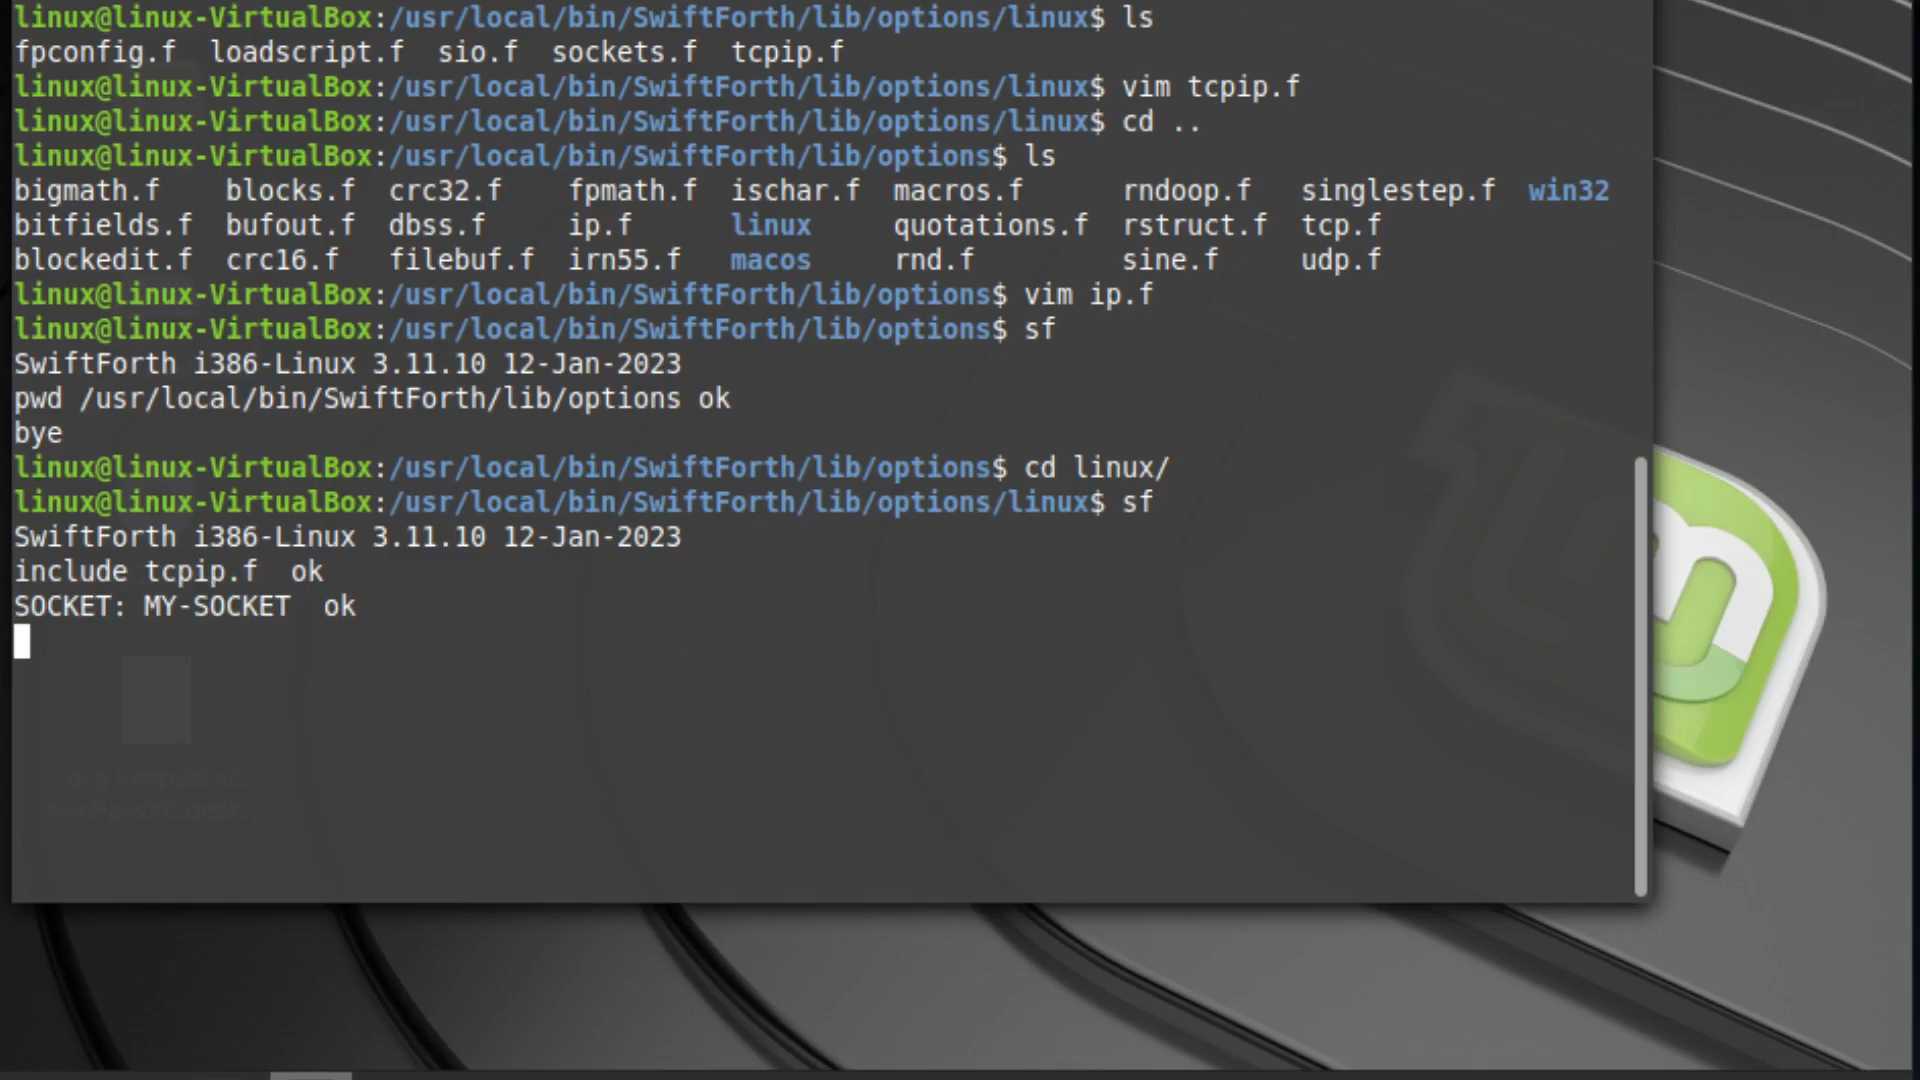 linux@linux-VirtualBox:/usr/local/bin/SwiftForth/lib/options/linux$ ls
fpconfig.f  loadscript.f  sio.f  sockets.f  tcpip.f
linux@linux-VirtualBox:/usr/local/bin/SwiftForth/lib/options/linux$ vim tcpip.f
linux@linux-VirtualBox:/usr/local/bin/SwiftForth/lib/options/linux$ cd ..
linux@linux-VirtualBox:/usr/local/bin/SwiftForth/lib/options$ ls
bigmath.f    blocks.f  crc32.f    fpmath.f  ischar.f  macros.f      rndoop.f   singlestep.f  win32
bitfields.f  bufout.f  dbss.f     ip.f      linux     quotations.f  rstruct.f  tcp.f
blockedit.f  crc16.f   filebuf.f  irn55.f   macos     rnd.f         sine.f     udp.f
linux@linux-VirtualBox:/usr/local/bin/SwiftForth/lib/options$ vim ip.f
linux@linux-VirtualBox:/usr/local/bin/SwiftForth/lib/options$ sf
SwiftForth i386-Linux 3.11.10 12-Jan-2023
pwd /usr/local/bin/SwiftForth/lib/options ok
bye
linux@linux-VirtualBox:/usr/local/bin/SwiftForth/lib/options$ cd linux/
linux@linux-VirtualBox:/usr/local/bin/SwiftForth/lib/options/linux$ sf
SwiftForth i386-Linux 3.11.10 12-Jan-2023
include tcpip.f  ok
SOCKET: MY-SOCKET  ok
org.keepassxc.
KeePassXC.desk...